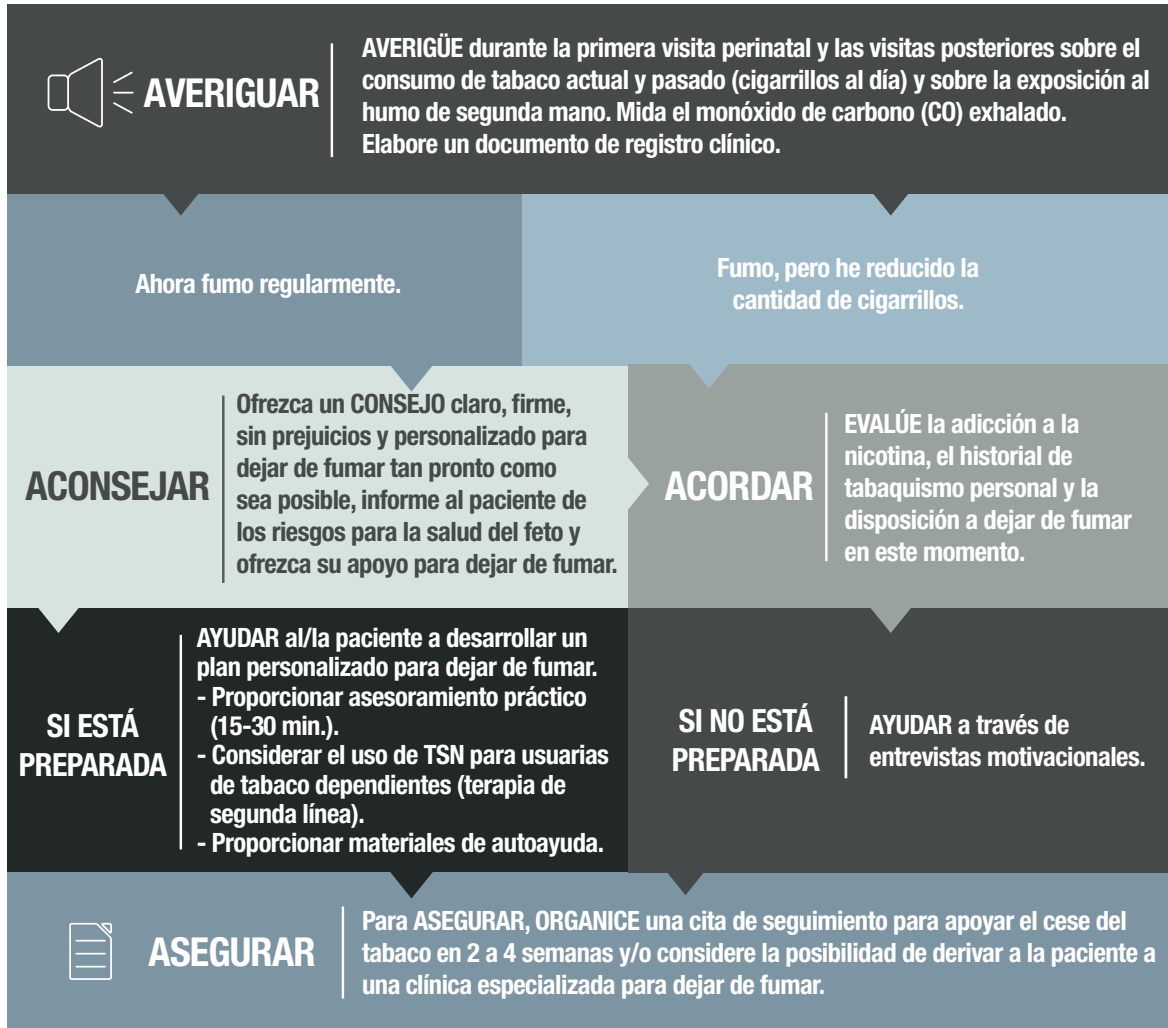 AVERIGUAR
AVERIGÜE durante la primera visita perinatal y las visitas posteriores sobre el
consumo de tabaco actual y pasado (cigarrillos al día) y sobre la exposición al
humo de segunda mano. Mida el monóxido de carbono (CO) exhalado.
Elabore un documento de registro clínico.
Ahora fumo regularmente.
Fumo, pero he reducido la
cantidad de cigarrillos.
ACONSEJAR
Ofrezca un CONSEJO claro, firme,
sin prejuicios y personalizado para
dejar de fumar tan pronto como
sea posible, informe al paciente de
los riesgos para la salud del feto y
ofrezca su apoyo para dejar de fumar.
ACORDAR
EVALÚE la adicción a la
nicotina, el historial de
tabaquismo personal y la
disposición a dejar de fumar
en este momento.
SI ESTÁ
PREPARADA
AYUDAR al/la paciente a desarrollar un
plan personalizado para dejar de fumar.
- Proporcionar asesoramiento práctico
(15-30 min.).
- Considerar el uso de TSN para usuarias
de tabaco dependientes (terapia de
segunda línea).
- Proporcionar materiales de autoayuda.
SI NO ESTÁ
PREPARADA
AYUDAR a través de
entrevistas motivacionales.
ASEGURAR
Para ASEGURAR, ORGANICE una cita de seguimiento para apoyar el cese del
tabaco en 2 a 4 semanas y/o considere la posibilidad de derivar a la paciente a
una clínica especializada para dejar de fumar.